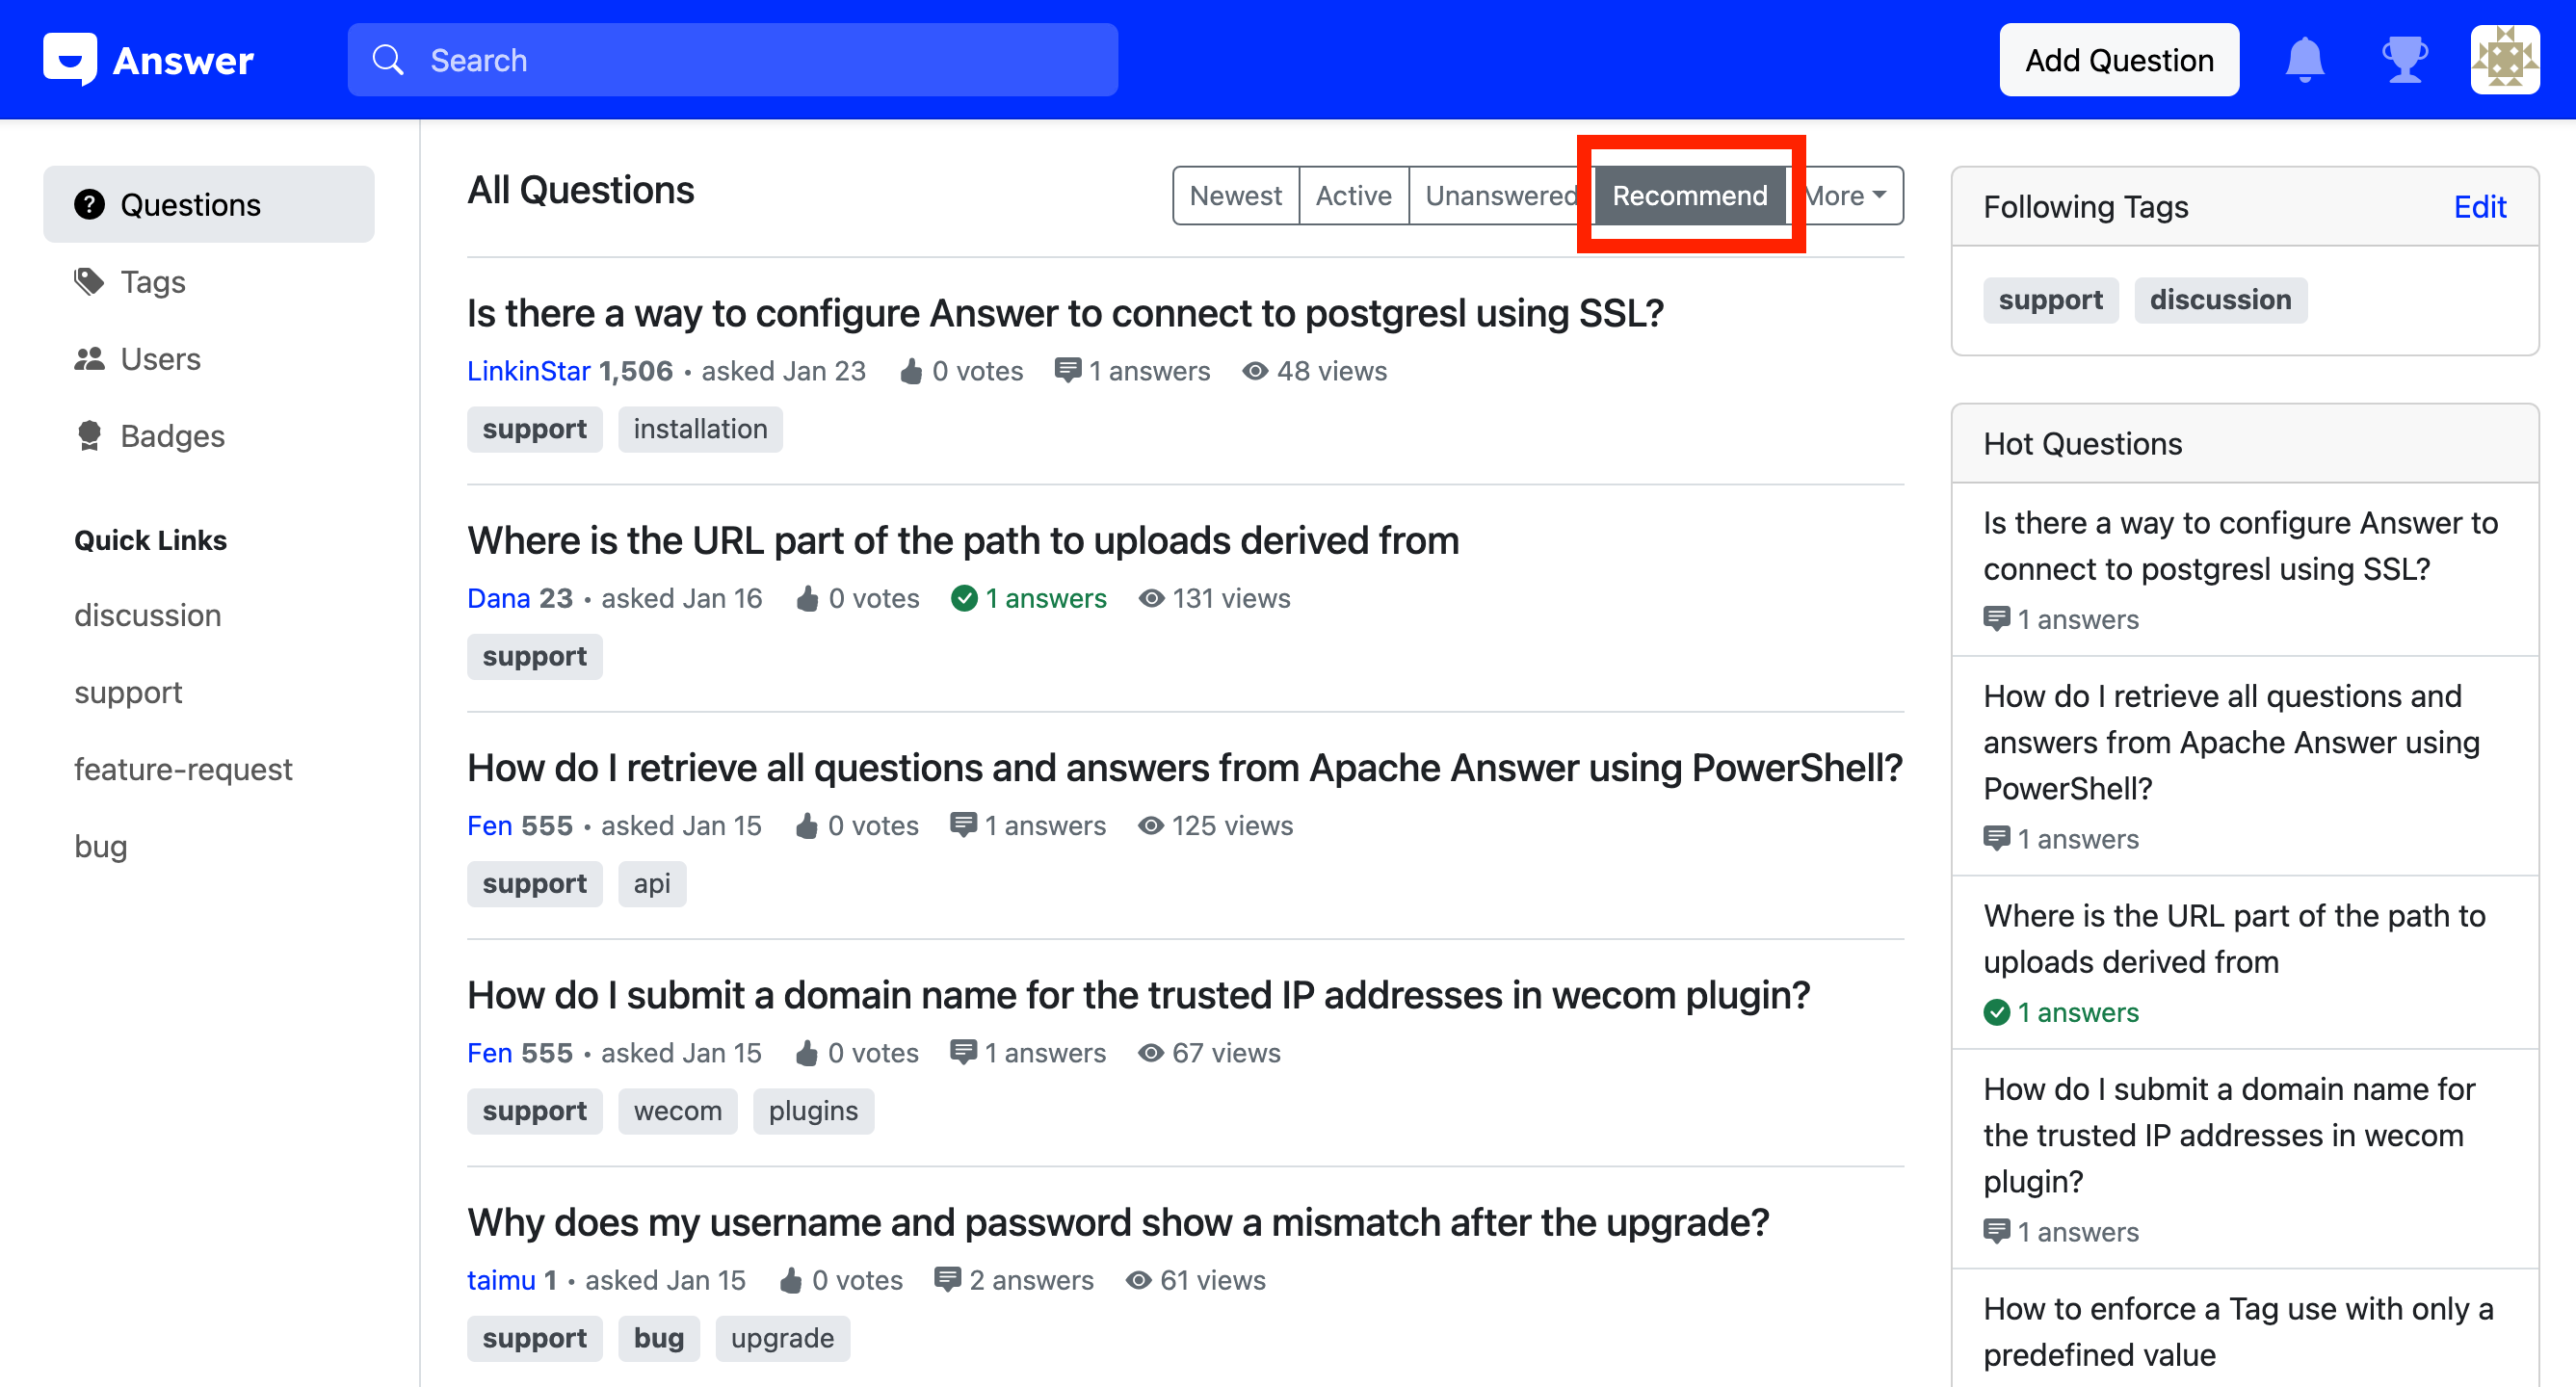 Answer
Search
Add Question
Questions
Tags
Users
Badges
Quick Links
discussion
support
feature-request
bug
All Questions
Newest Active Unanswered Recommend More
Is there a way to configure Answer to connect to postgresl using SSL?
LinkinStar 1,506 • asked Jan 23 0 votes 1 answers 48 views
support installation
Where is the URL part of the path to uploads derived from
Dana 23 • asked Jan 16 0 votes 1 answers 131 views
support
How do I retrieve all questions and answers from Apache Answer using PowerShell?
Fen 555 • asked Jan 15 0 votes 1 answers 125 views
support api
How do I submit a domain name for the trusted IP addresses in wecom plugin?
Fen 555 • asked Jan 15 0 votes 1 answers 67 views
support wecom plugins
Why does my username and password show a mismatch after the upgrade?
taimu 1 • asked Jan 15 0 votes 2 answers 61 views
support bug upgrade
Following Tags Edit
support discussion
Hot Questions
Is there a way to configure Answer to
connect to postgresl using SSL?
1 answers
How do I retrieve all questions and
answers from Apache Answer using
PowerShell?
1 answers
Where is the URL part of the path to
uploads derived from
1 answers
How do I submit a domain name for
the trusted IP addresses in wecom
plugin?
1 answers
How to enforce a Tag use with only a
predefined value